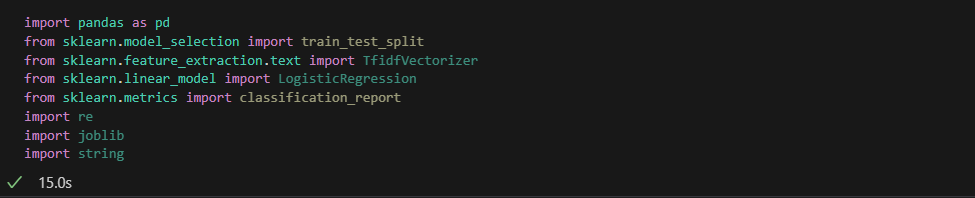 import pandas as pd
from sklearn.model_selection import train_test_split
from sklearn.feature_extraction.text import TfidfVectorizer
from sklearn.linear_model import LogisticRegression
from sklearn.metrics import classification_report
import re
import joblib
import string
15.0s